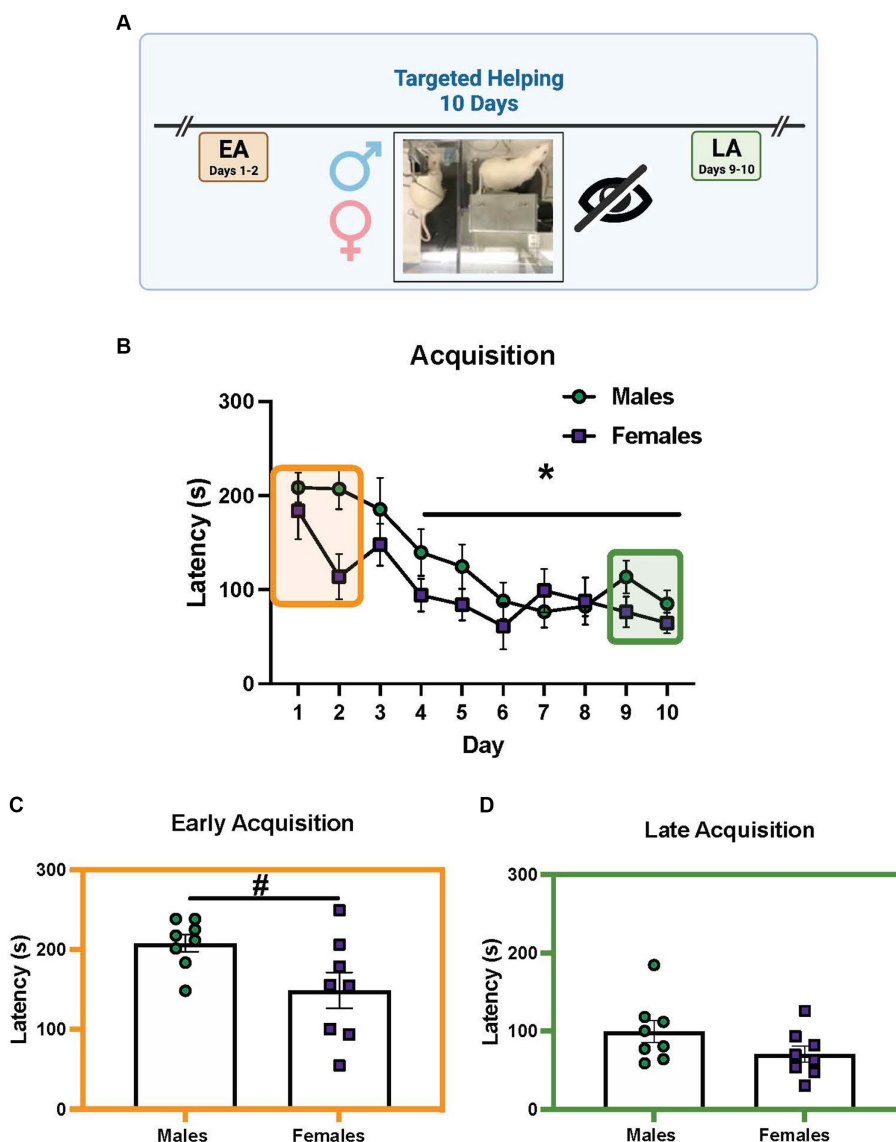 A
Targeted Helping
10 Days
EA
Days 1-2
LA
Days 9-10
B
Acquisition
Males
Females
*
Latency (s)
300
200
100
0
1 2 3 4 5 6 7 8 9 10
Day
C
Early Acquisition
#
Latency (s)
300
200
100
0
Males Females
D
Late Acquisition
Latency (s)
300
200
100
0
Males Females